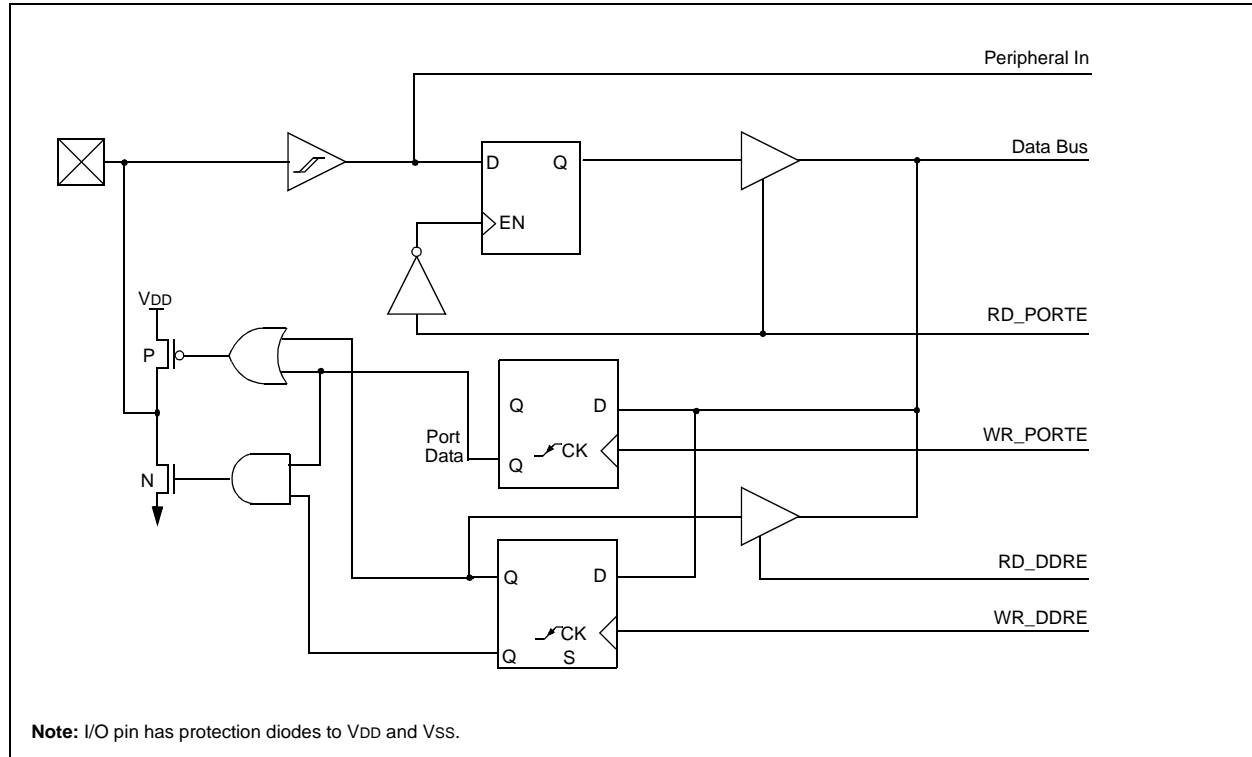 Peripheral In
Data Bus
D
Q
EN
VDD
RD_PORTE
P
Q
D
Port
Data
CK
WR_PORTE
Q
N
RD_DDRE
Q
D
WR_DDRE
CK
Q
S
Note: I/O pin has protection diodes to VDD and VSS.